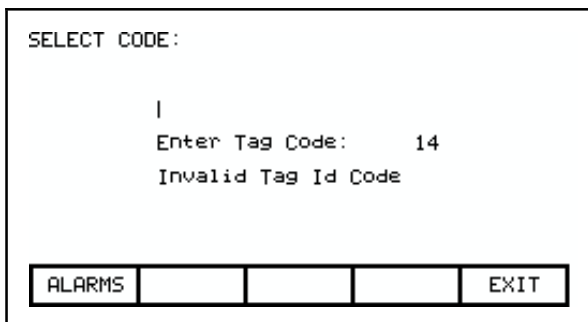 SELECT CODE:
|
Enter Tag Code: 14
Invalid Tag Id Code
ALARMS EXIT